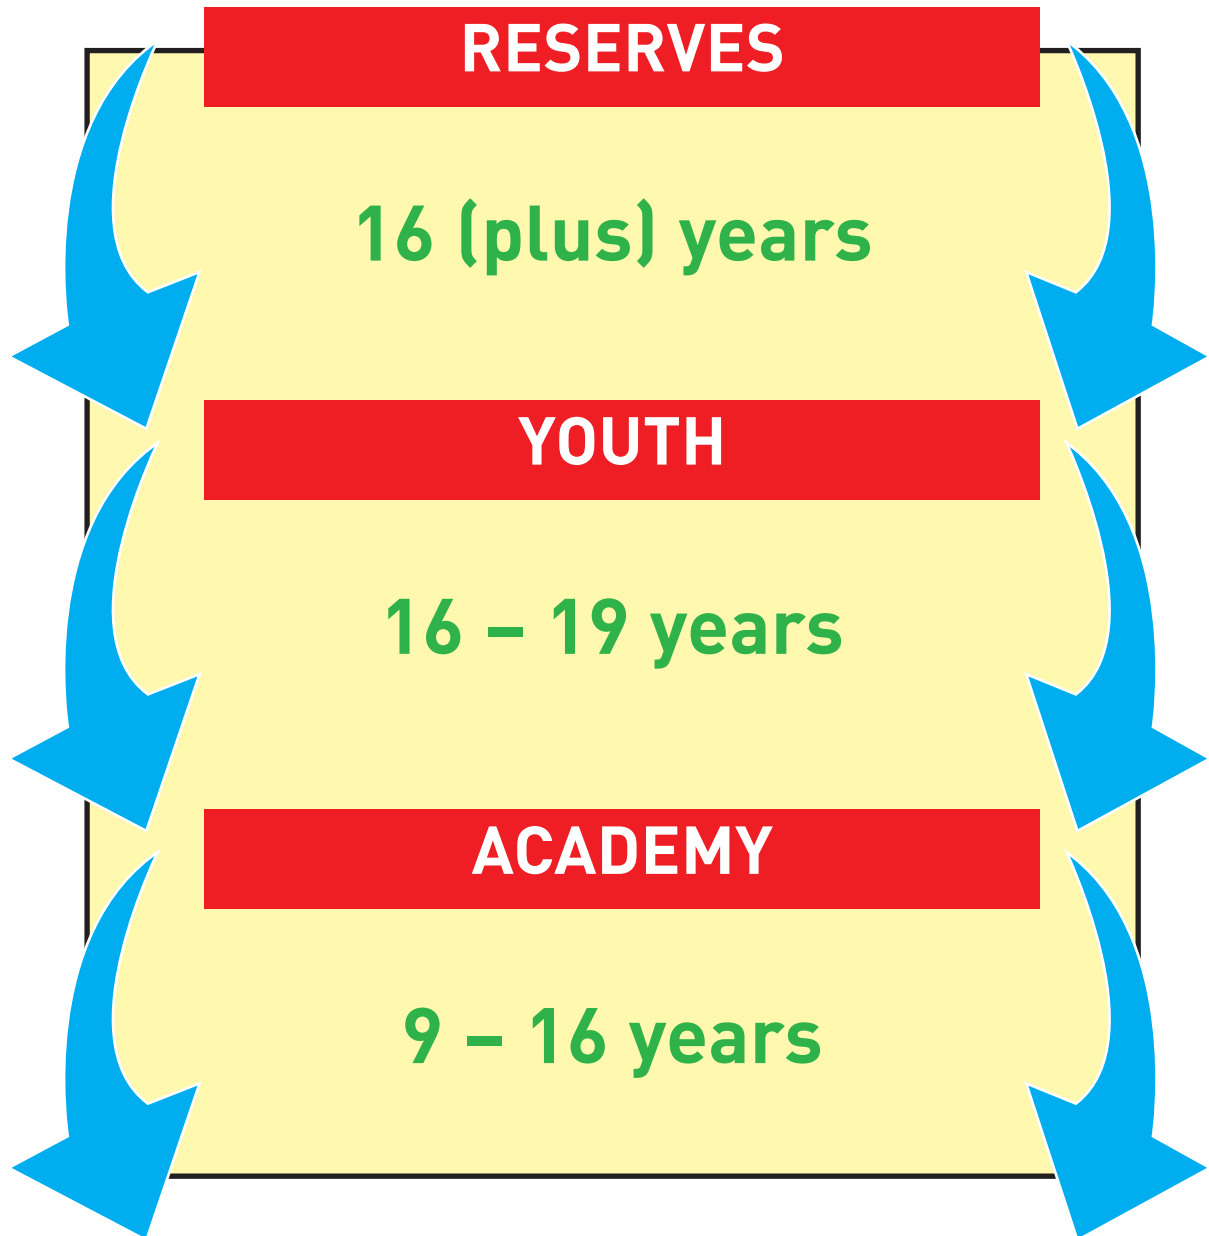 RESERVES
16 (plus) years
YOUTH
16 – 19 years
ACADEMY
9 – 16 years